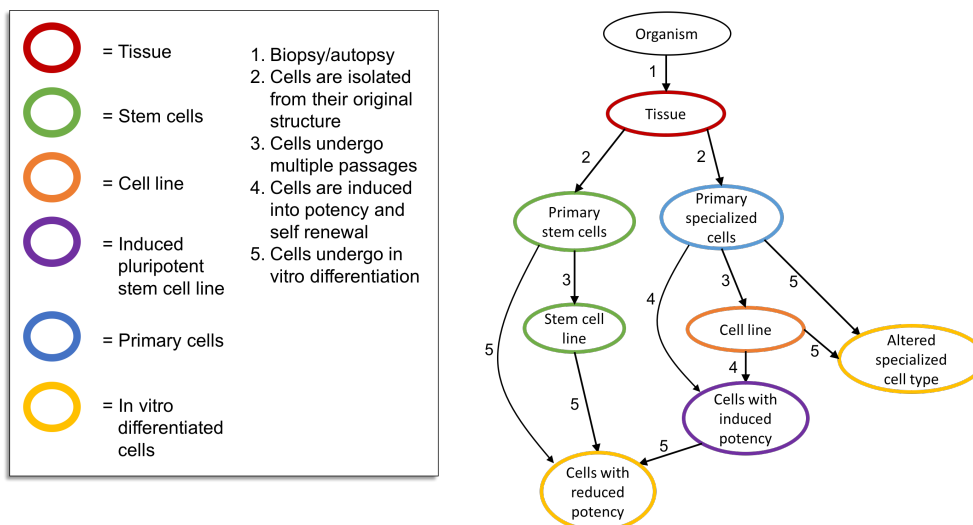 = Tissue
= Stem cells
= Cell line
= Induced
pluripotent
stem cell line
= Primary cells
= In vitro
differentiated
cells
1. Biopsy/autopsy
2. Cells are isolated
from their original
structure
3. Cells undergo
multiple passages
4. Cells are induced
into potency and
self renewal
5. Cells undergo in
vitro differentiation
Organism
1
Tissue
2
2
Primary
stem cells
Primary
specialized
cells
3
3
5
4
Stem cell
line
Cell line
5
Altered
specialized
cell type
5
4
5
Cells with
induced
potency
5
Cells with
reduced
potency